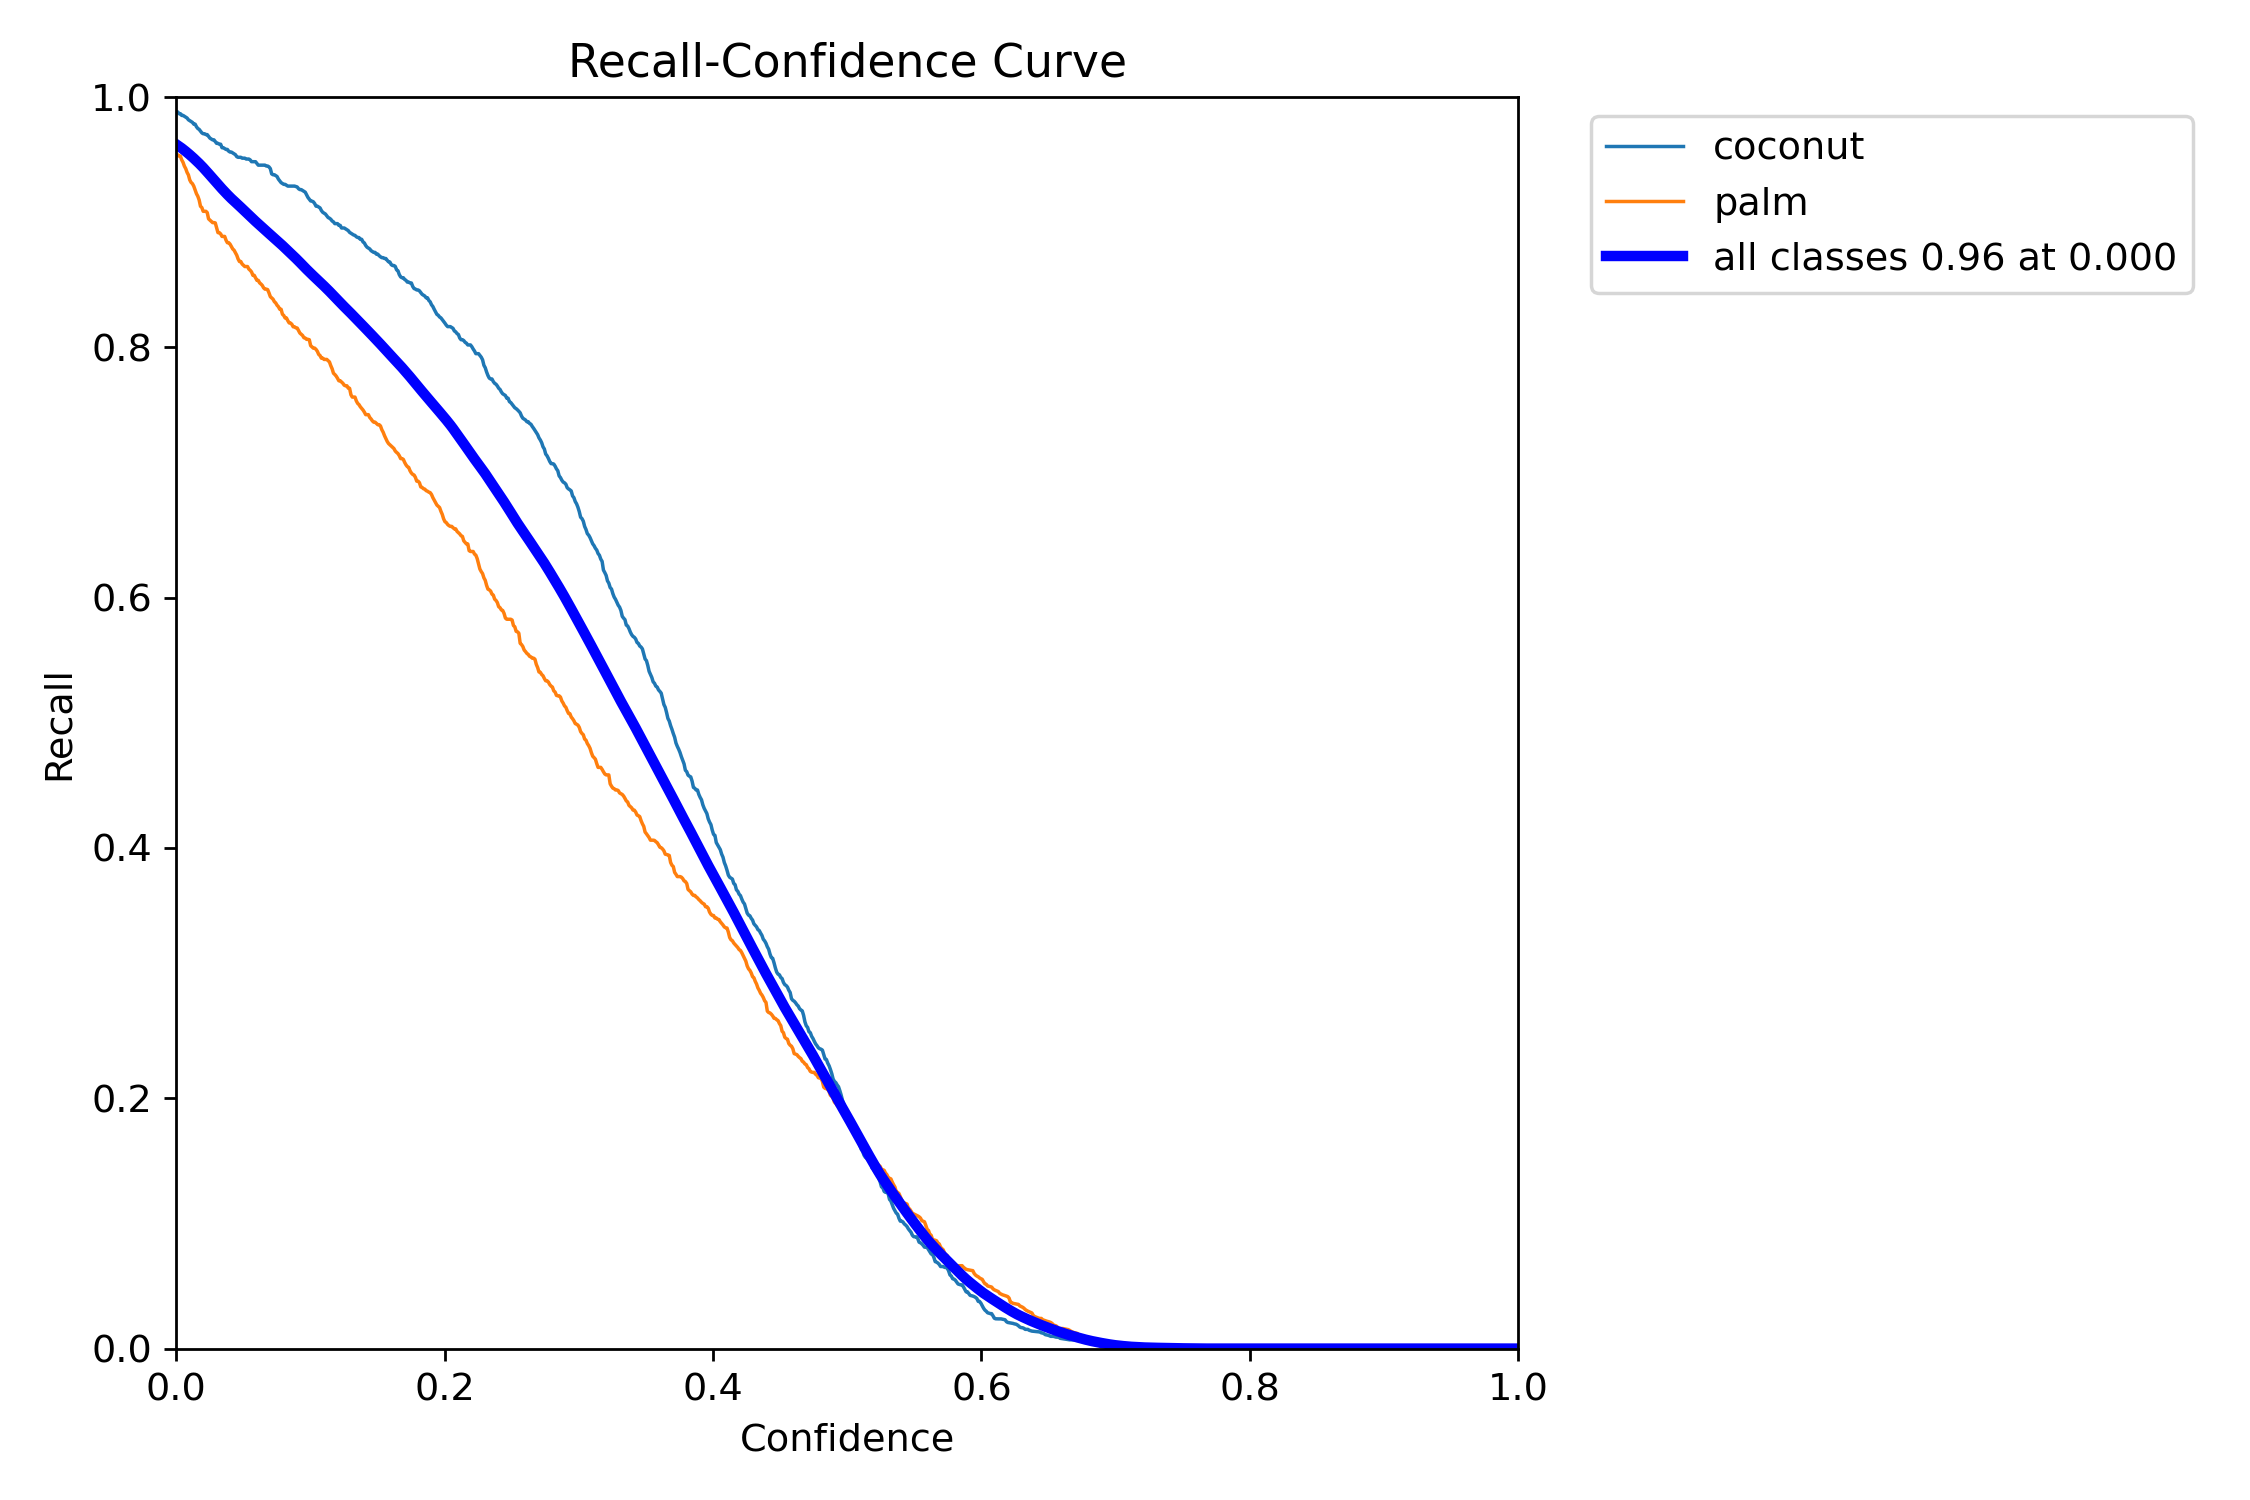 Recall-Confidence Curve
1.0
0.8
0.6
0.4
0.2
0.0
Recall
0.0 0.2 0.4 0.6 0.8 1.0
Confidence
coconut
palm
all classes 0.96 at 0.000